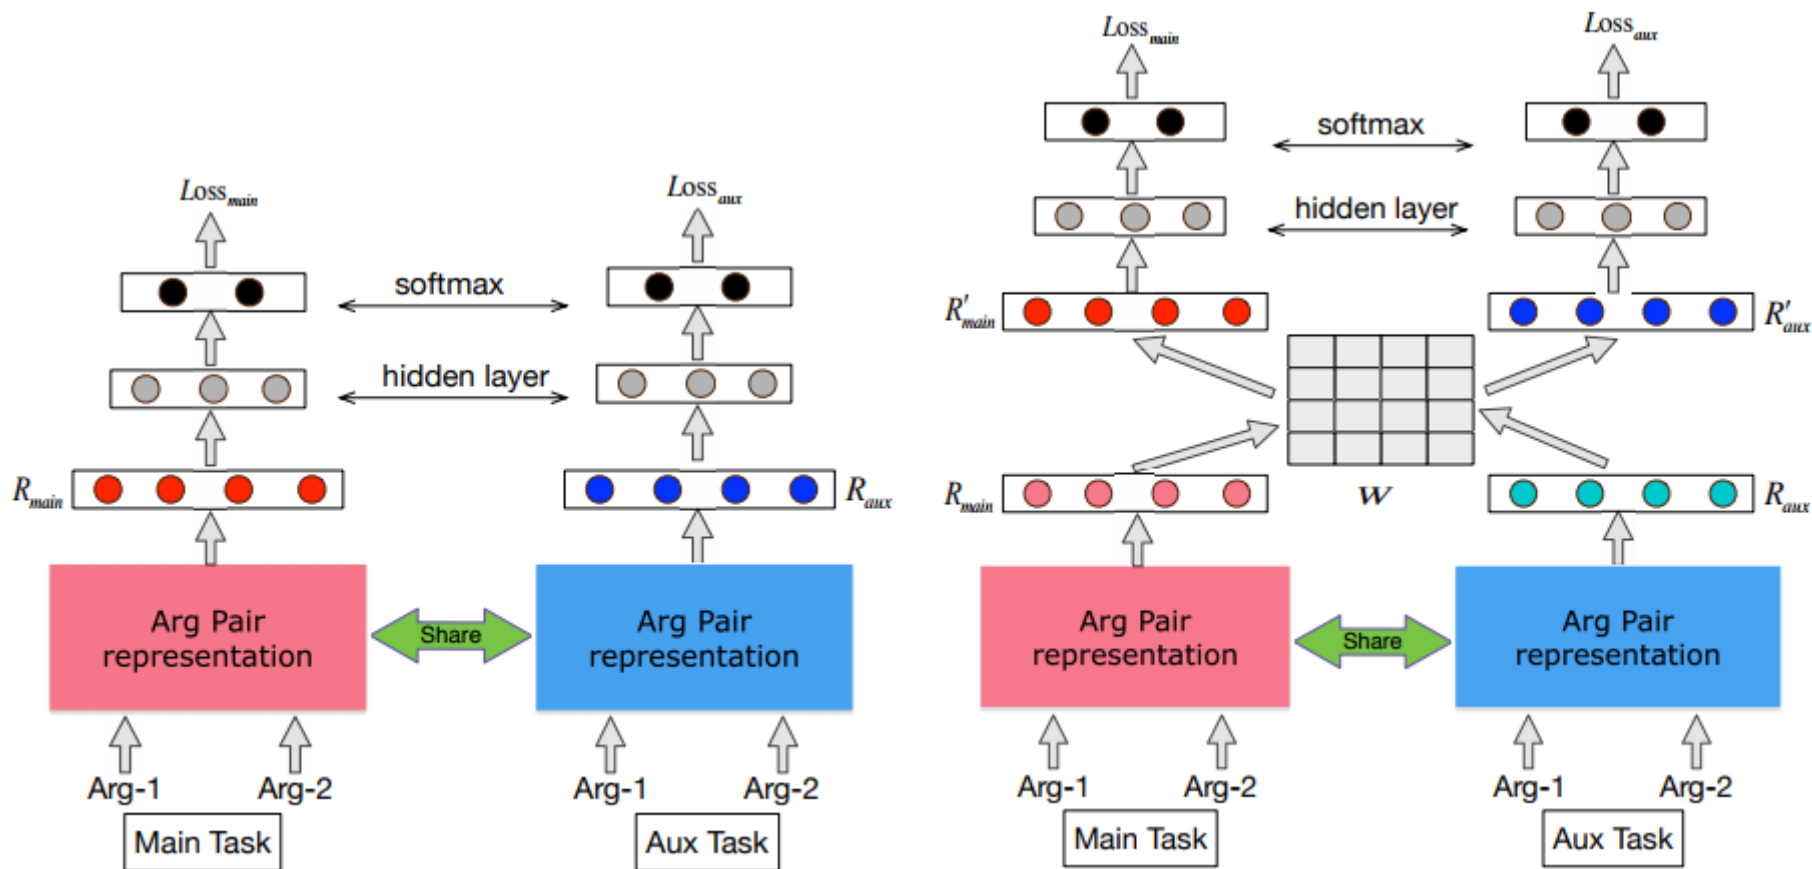 Loss_main
Loss_aux
softmax
hidden layer
R_main
R_aux
Arg Pair
representation
Share
Arg Pair
representation
Arg-1
Arg-2
Arg-1
Arg-2
Main Task
Aux Task
Loss_main
Loss_aux
softmax
hidden layer
R'_main
R'_aux
R_main
W
R_aux
Arg Pair
representation
Share
Arg Pair
representation
Arg-1
Arg-2
Arg-1
Arg-2
Main Task
Aux Task